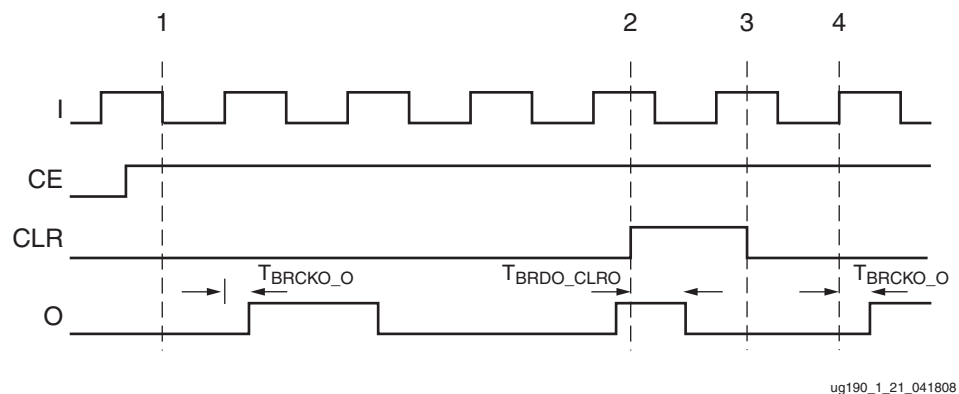 1 2 3 4
I
CE
CLR
TBRCKO_O TBRDO_CLRO TBRCKO_O
O
ug190_1_21_041808